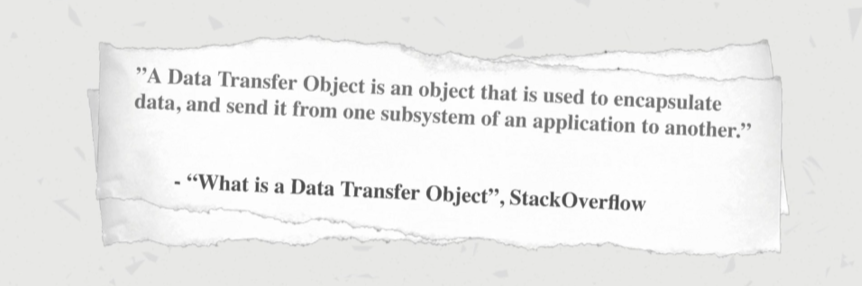 ”A Data Transfer Object is an object that is used to encapsulate
data, and send it from one subsystem of an application to another.”
- “What is a Data Transfer Object”, StackOverflow